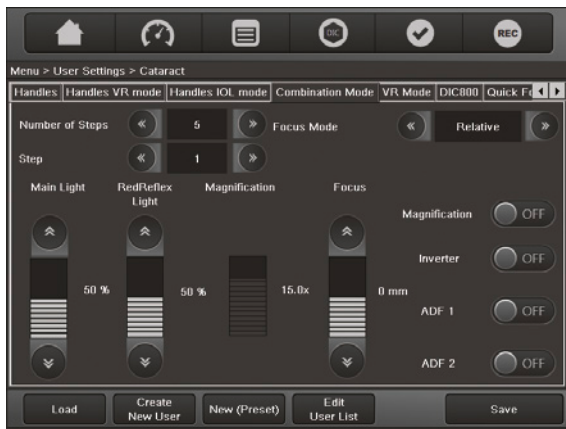 DIC
REC
Menu > User Settings > Cataract
Handles Handles VR mode Handles IOL mode Combination Mode VR Mode DIC800 Quick
Number of Steps 5 Focus Mode Relative
Step 1
Main Light RedReflex Light Magnification Focus
Magnification OFF
50 % 50 % 15.0x 0 mm
Inverter OFF
ADF 1 OFF
ADF 2 OFF
Load Create New User New (Preset) Edit User List Save